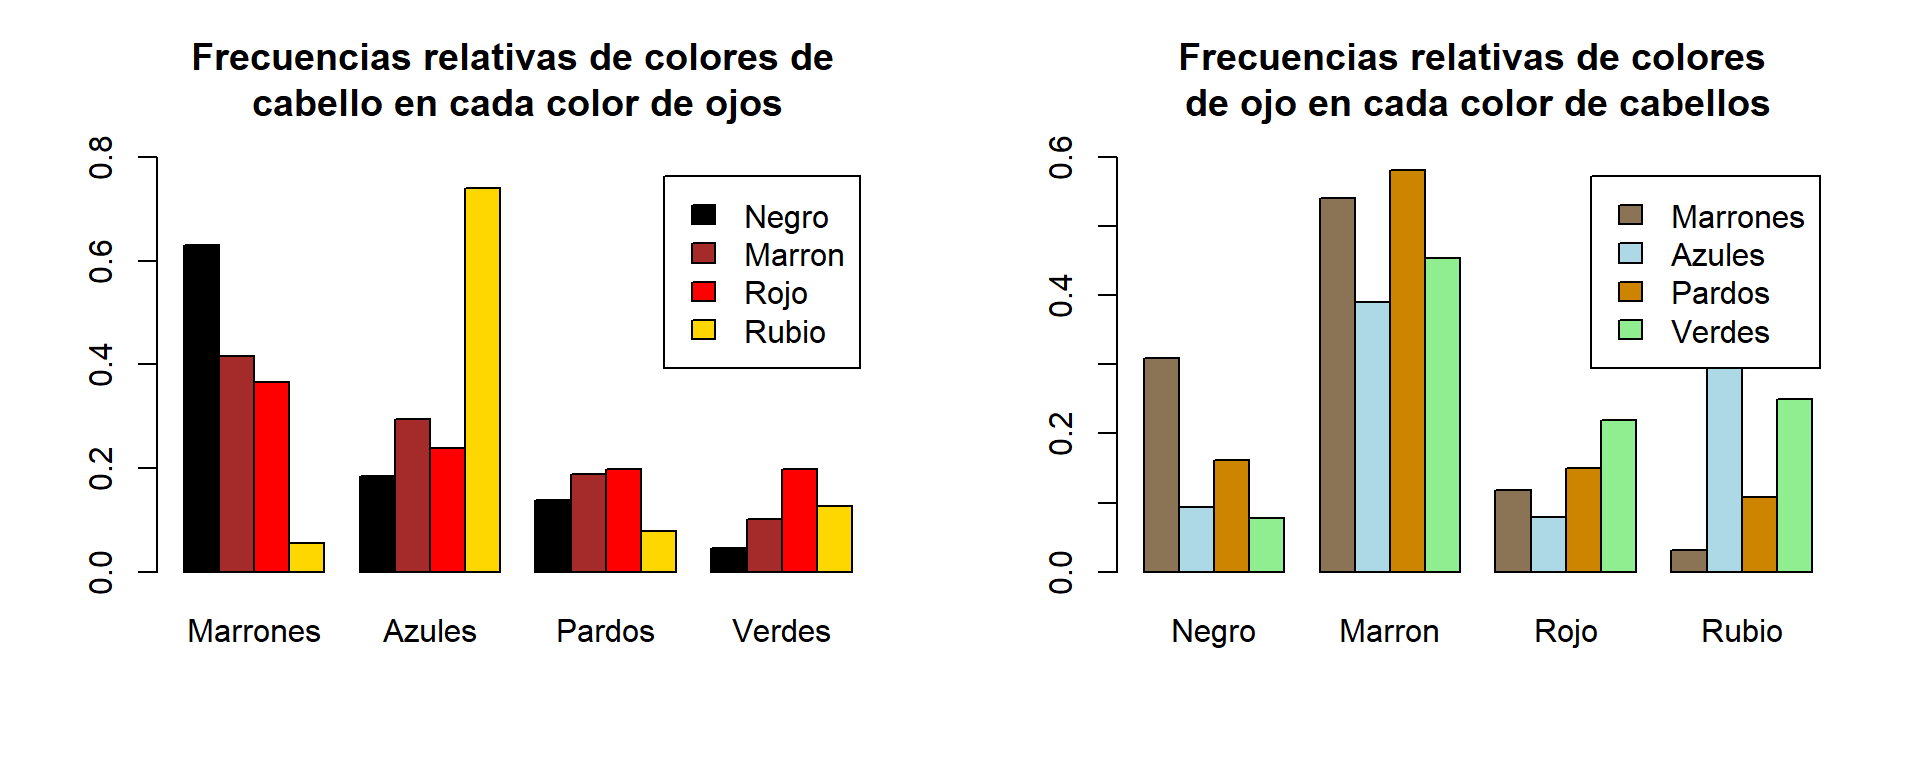 Frecuencias relativas de colores de
cabello en cada color de ojos
0.8
0.6
0.4
0.2
0.0
Negro
Marron
Rojo
Rubio
Marrones Azules Pardos Verdes
Frecuencias relativas de colores
de ojo en cada color de cabellos
0.6
0.4
0.2
0.0
Marrones
Azules
Pardos
Verdes
Negro Marron Rojo Rubio